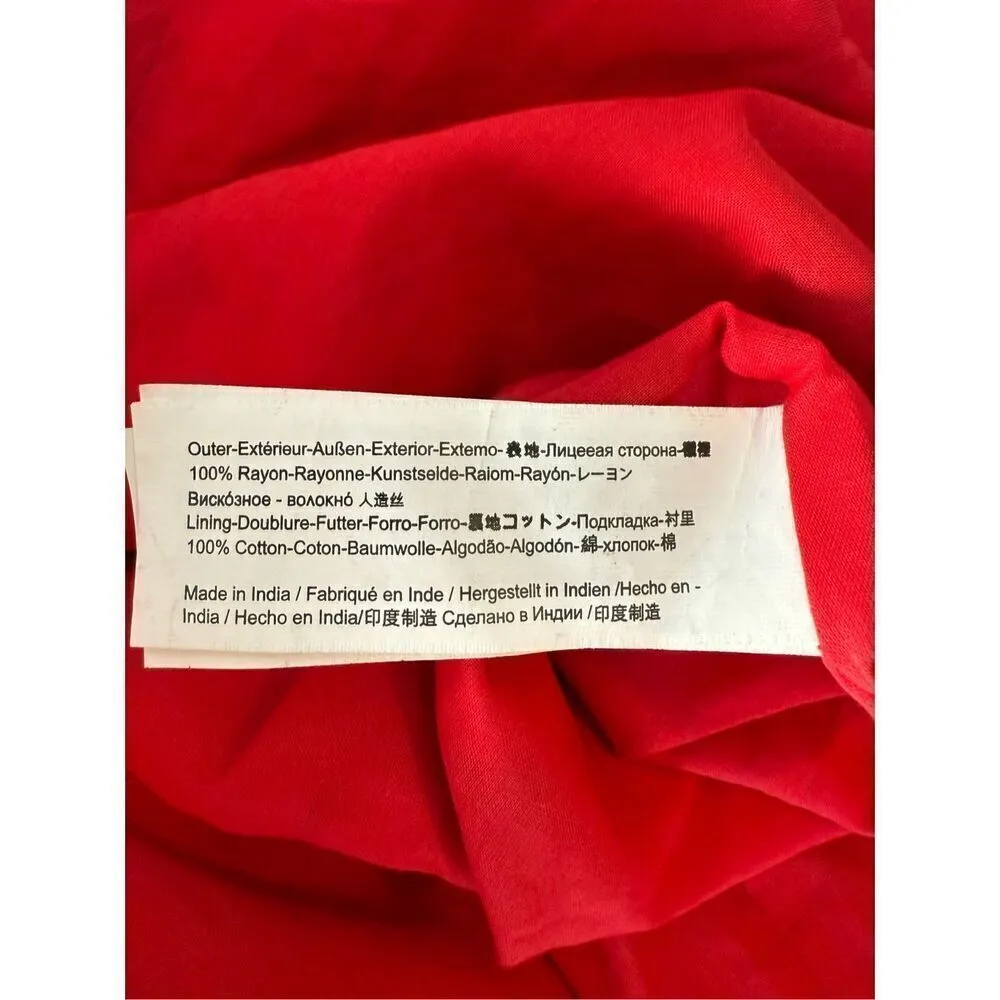 Outer-Extérieur-Außen-Exterior-Extemo-表地-Лицееая сторона-
100% Rayon-Rayonne-Kunstselde-Raiom-Rayón-レーヨン
Вискóзное - волокнó 人造丝
Lining-Doublure-Futter-Forro-Forro-裏地コットン-Подкладка-衬里
100% Cotton-Coton-Baumwolle-Algodão-Algodón-綿-хлопок-棉
Made in India / Fabriqué en Inde / Hergestellt in Indien /Hecho en -
India / Hecho en India/印度制造 Сделано в Индии /印度制造